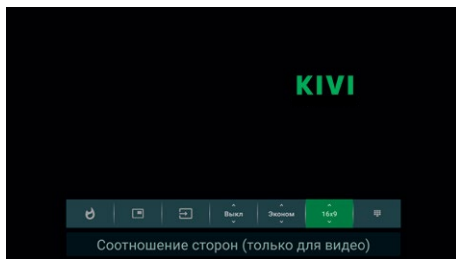 KIVI
Выкл Эконом 16x9
Соотношение сторон (только для видео)